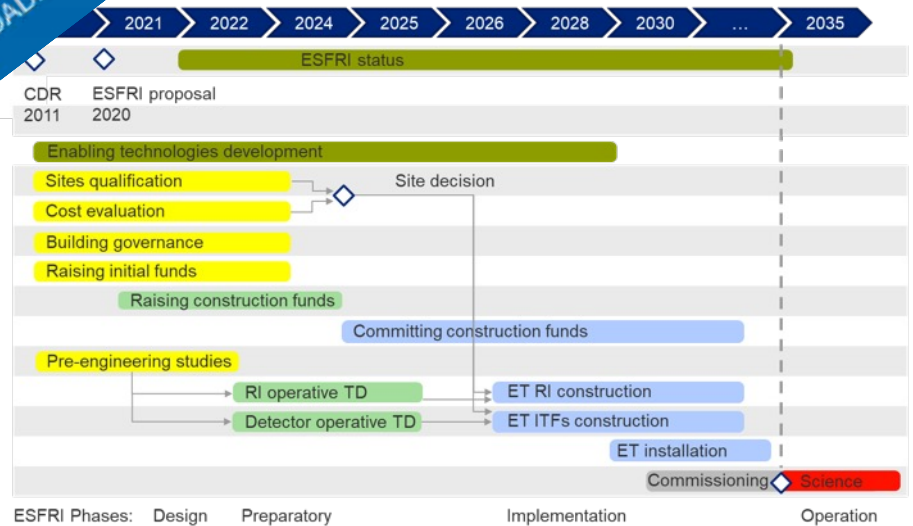 2021 2022 2024 2025 2026 2028 2030 ... 2035
ESFRI status
CDR ESFRI proposal
2011 2020
Enabling technologies development
Sites qualification
Site decision
Cost evaluation
Building governance
Raising initial funds
Raising construction funds
Committing construction funds
Pre-engineering studies
RI operative TD ET RI construction
Detector operative TD ET ITFs construction
ET installation
Commissioning Science
ESFRI Phases: Design Preparatory Implementation Operation